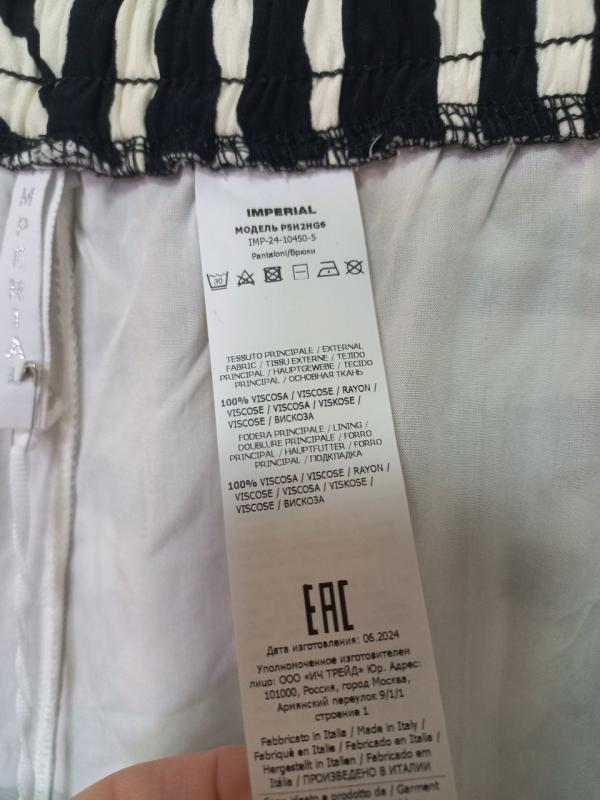 IMPERIAL
МОДЕЛЬ P5H2HG6
IMP-24-10450-5
Pantaloni/Брюки
30
TESSUTO PRINCIPALE / EXTERNAL
FABRIC / TISSU EXTERNE / TEJIDO
PRINCIPAL / HAUPTGEWEBE / TECIDO
PRINCIPAL / ОСНОВНАЯ ТКАНЬ
100% VISCOSA / VISCOSE / RAYON /
VISCOSE / VISCOSA / VISKOSE /
VISCOSE / ВИСКОЗА
FODERA PRINCIPALE / LINING /
DOUBLURE PRINCIPALE / FORRO
PRINCIPAL / HAUPTFUTTER / FORRO
PRINCIPAL / ПОДКЛАДКА
100% VISCOSA / VISCOSE / RAYON /
VISCOSE / VISCOSA / VISKOSE /
VISCOSE / ВИСКОЗА
EAC
Дата изготовления: 06.2024
Уполномоченное изготовителем
лицо: ООО «ИЧ ТРЕЙД» Юр. Адрес:
101000, Россия, город Москва,
Армянский переулок 9/1/1
строение 1
Fabbricato in Italia / Made in Italy /
Fabriqué en Italie / Fabricado en Italia /
Hergestellt in Italien / Fabricado em
Itália / ПРОИЗВЕДЕНО В ИТАЛИИ
ideato e prodotto da / Garment
IMPERIAL